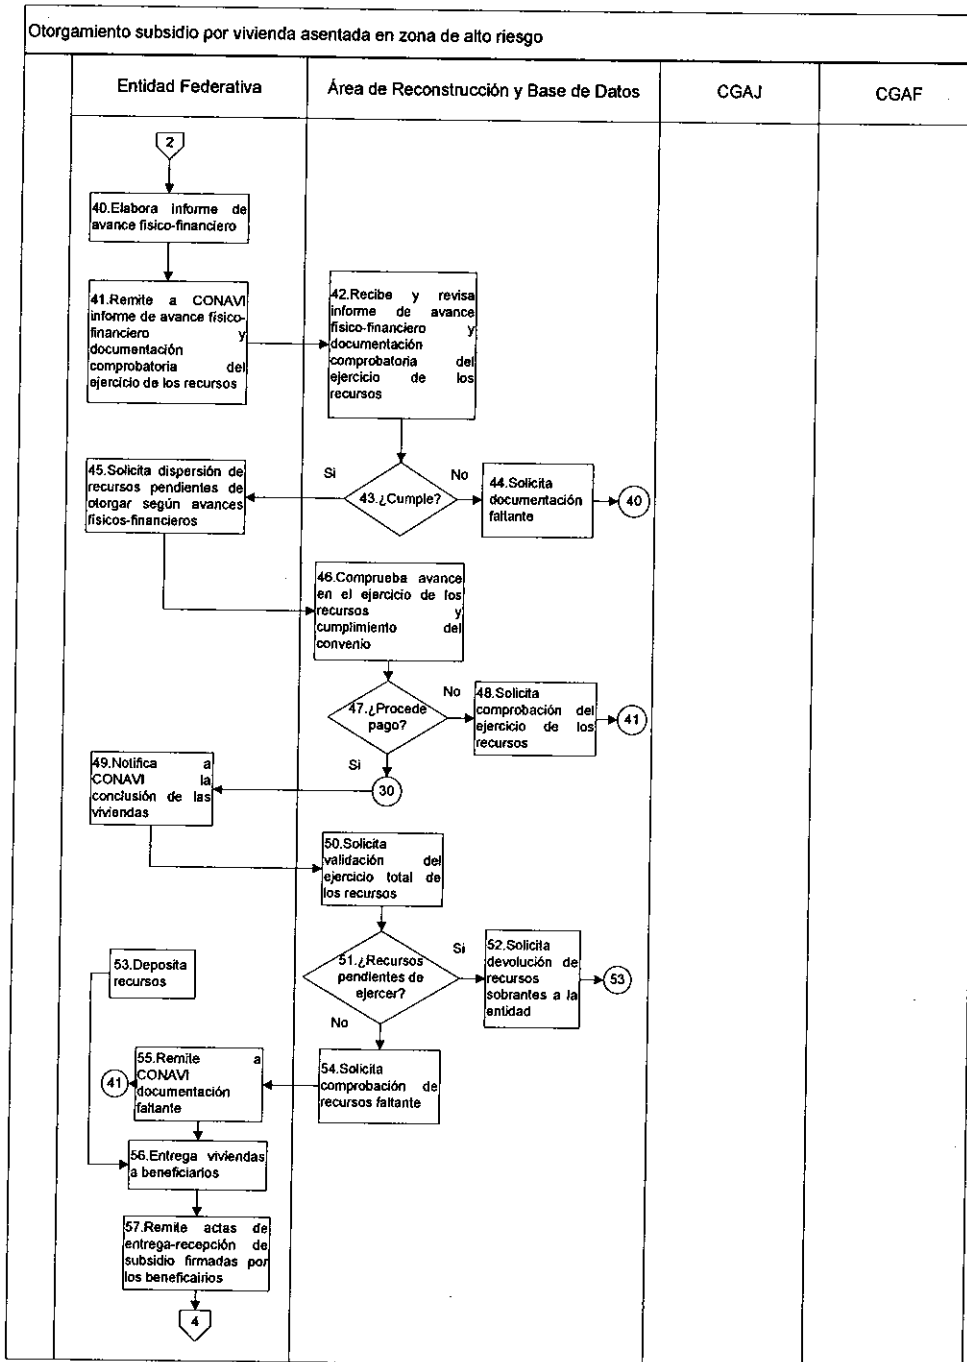 Otorgamiento subsidio por vivienda asentada en zona de alto riesgo
Entidad Federativa
Área de Reconstrucción y Base de Datos
CGAJ
CGAF
2
40.Elabora informe de
avance físico-financiero
41.Remite a CONAVI
informe de avance físico-
financiero y
documentación
comprobatoria del
ejercicio de los recursos
42.Recibe y revisa
informe de avance
físico-financiero y
documentación
comprobatoria del
ejercicio de los
recursos
45.Solicita dispersión de
recursos pendientes de
otorgar según avances
físicos-financieros
Si
43.¿Cumple?
No
44.Solicita
documentación
faltante
40
46.Comprueba avance
en el ejercicio de los
recursos y
cumplimiento del
convenio
47.¿Procede
pago?
No
48.Solicita
comprobación del
ejercicio de los
recursos
41
Si
30
49.Notifica a
CONAVI la
conclusión de las
viviendas
50.Solicita
validación del
ejercicio total de
los recursos
51.¿Recursos
pendientes de
ejercer?
Si
52.Solicita
devolución de
recursos
sobrantes a la
entidad
53
No
53.Deposita
recursos
54.Solicita
comprobación de
recursos faltante
55.Remite a
CONAVI
documentación
faltante
41
56.Entrega viviendas
a beneficiarios
57.Remite actas de
entrega-recepción de
subsidio firmadas por
los beneficairios
4